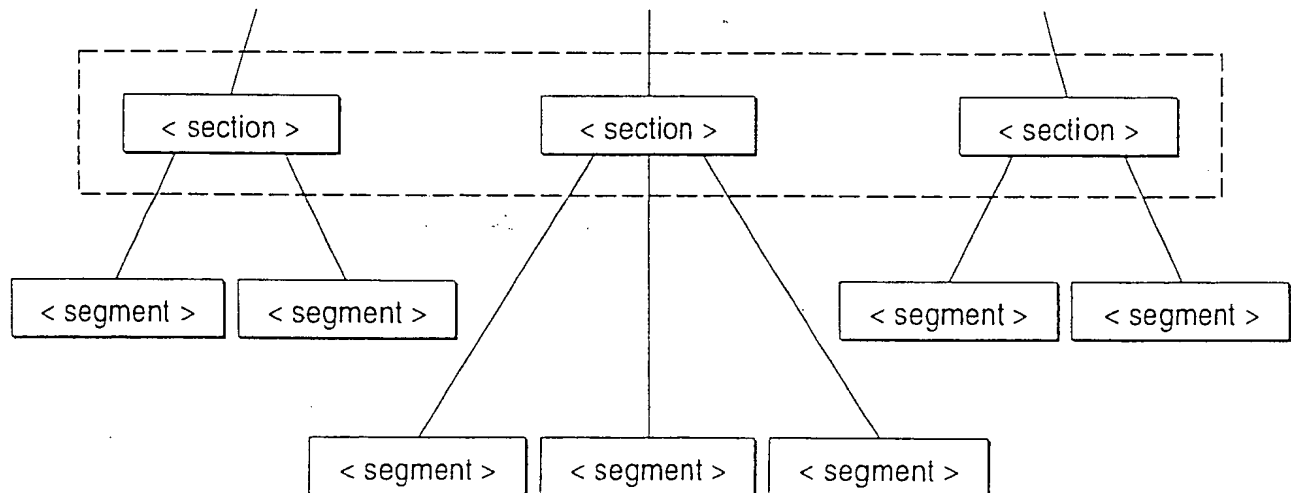 < section >
< section >
< section >
< segment >
< segment >
< segment >
< segment >
< segment >
< segment >
< segment >